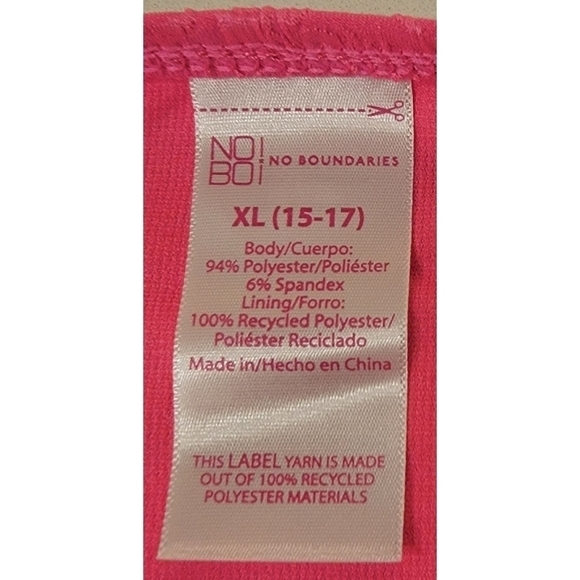 NO
BO
NO BOUNDARIES
XL (15-17)
Body/Cuerpo:
94% Polyester/Poliéster
6% Spandex
Lining/Forro:
100% Recycled Polyester/
Poliéster Reciclado
Made in/Hecho en China
THIS LABEL YARN IS MADE
OUT OF 100% RECYCLED
POLYESTER MATERIALS